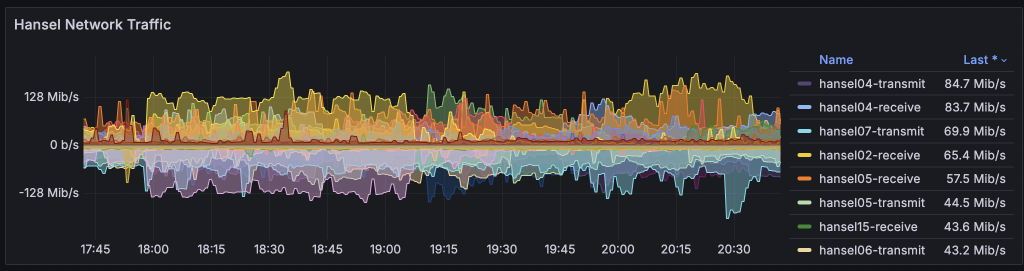 Hansel Network Traffic
128 Mib/s
0 b/s
-128 Mib/s
17:45 18:00 18:15 18:30 18:45 19:00 19:15 19:30 19:45 20:00 20:15 20:30
Name Last *
hansel04-transmit 84.7 Mib/s
hansel04-receive 83.7 Mib/s
hansel07-transmit 69.9 Mib/s
hansel02-receive 65.4 Mib/s
hansel05-receive 57.5 Mib/s
hansel05-transmit 44.5 Mib/s
hansel15-receive 43.6 Mib/s
hansel06-transmit 43.2 Mib/s